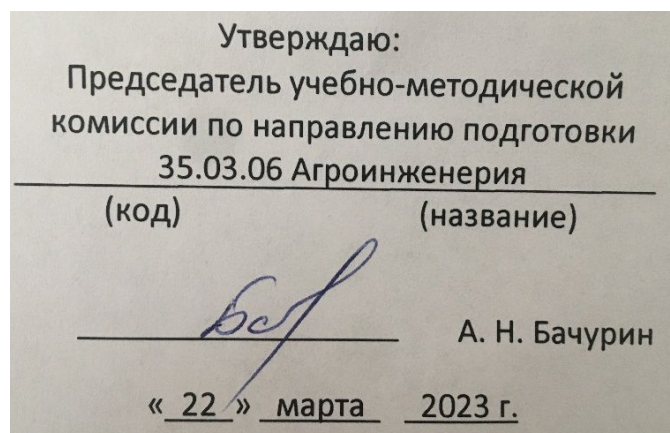 Утверждаю:
Председатель учебно-методической
комиссии по направлению подготовки
35.03.06 Агроинженерия
(код) (название)
А. Н. Бачурин
« 22 » марта 2023 г.